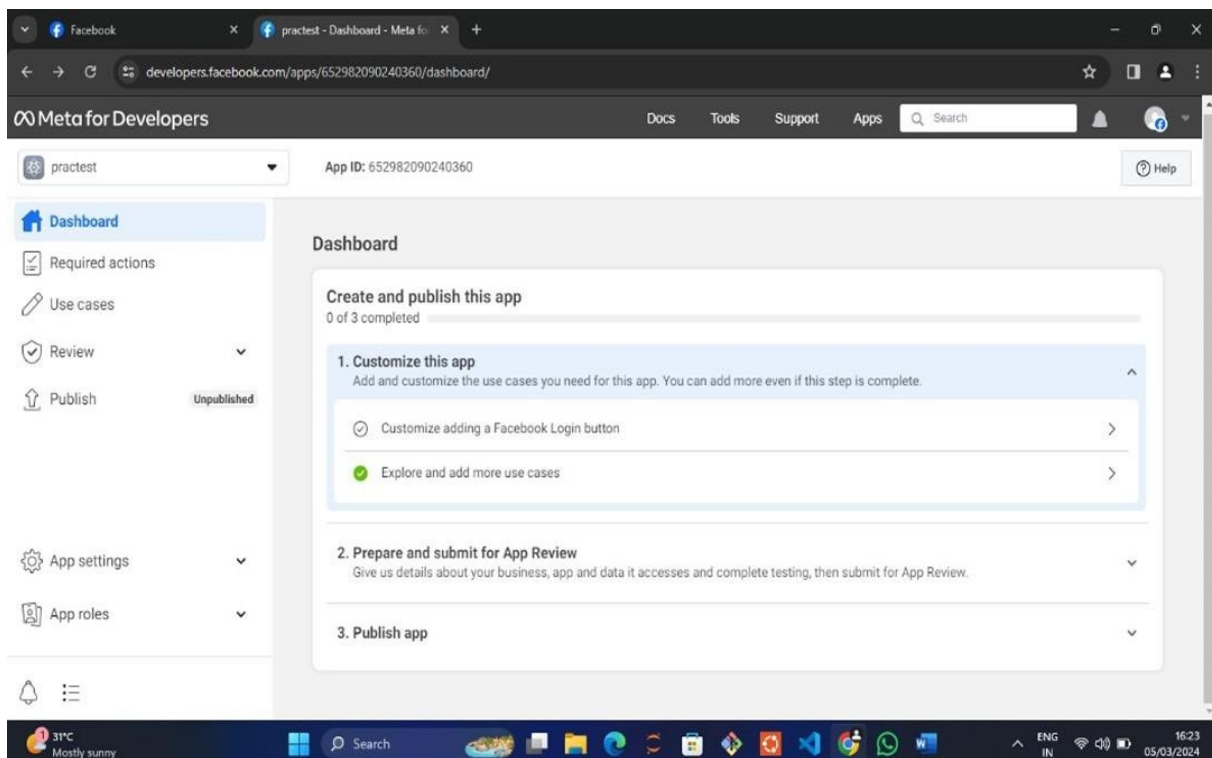 Facebook
practest - Dashboard - Meta fo
developers.facebook.com/apps/652982090240360/dashboard/
Meta for Developers
Docs Tools Support Apps Search
practest
App ID: 652982090240360
Help
Dashboard
Required actions
Use cases
Review
Publish Unpublished
App settings
App roles
Dashboard
Create and publish this app
0 of 3 completed
1. Customize this app
Add and customize the use cases you need for this app. You can add more even if this step is complete.
Customize adding a Facebook Login button
Explore and add more use cases
2. Prepare and submit for App Review
Give us details about your business, app and data it accesses and complete testing, then submit for App Review.
3. Publish app
1
31°C
Mostly sunny
Search
ENG
IN
16:23
05/03/2024